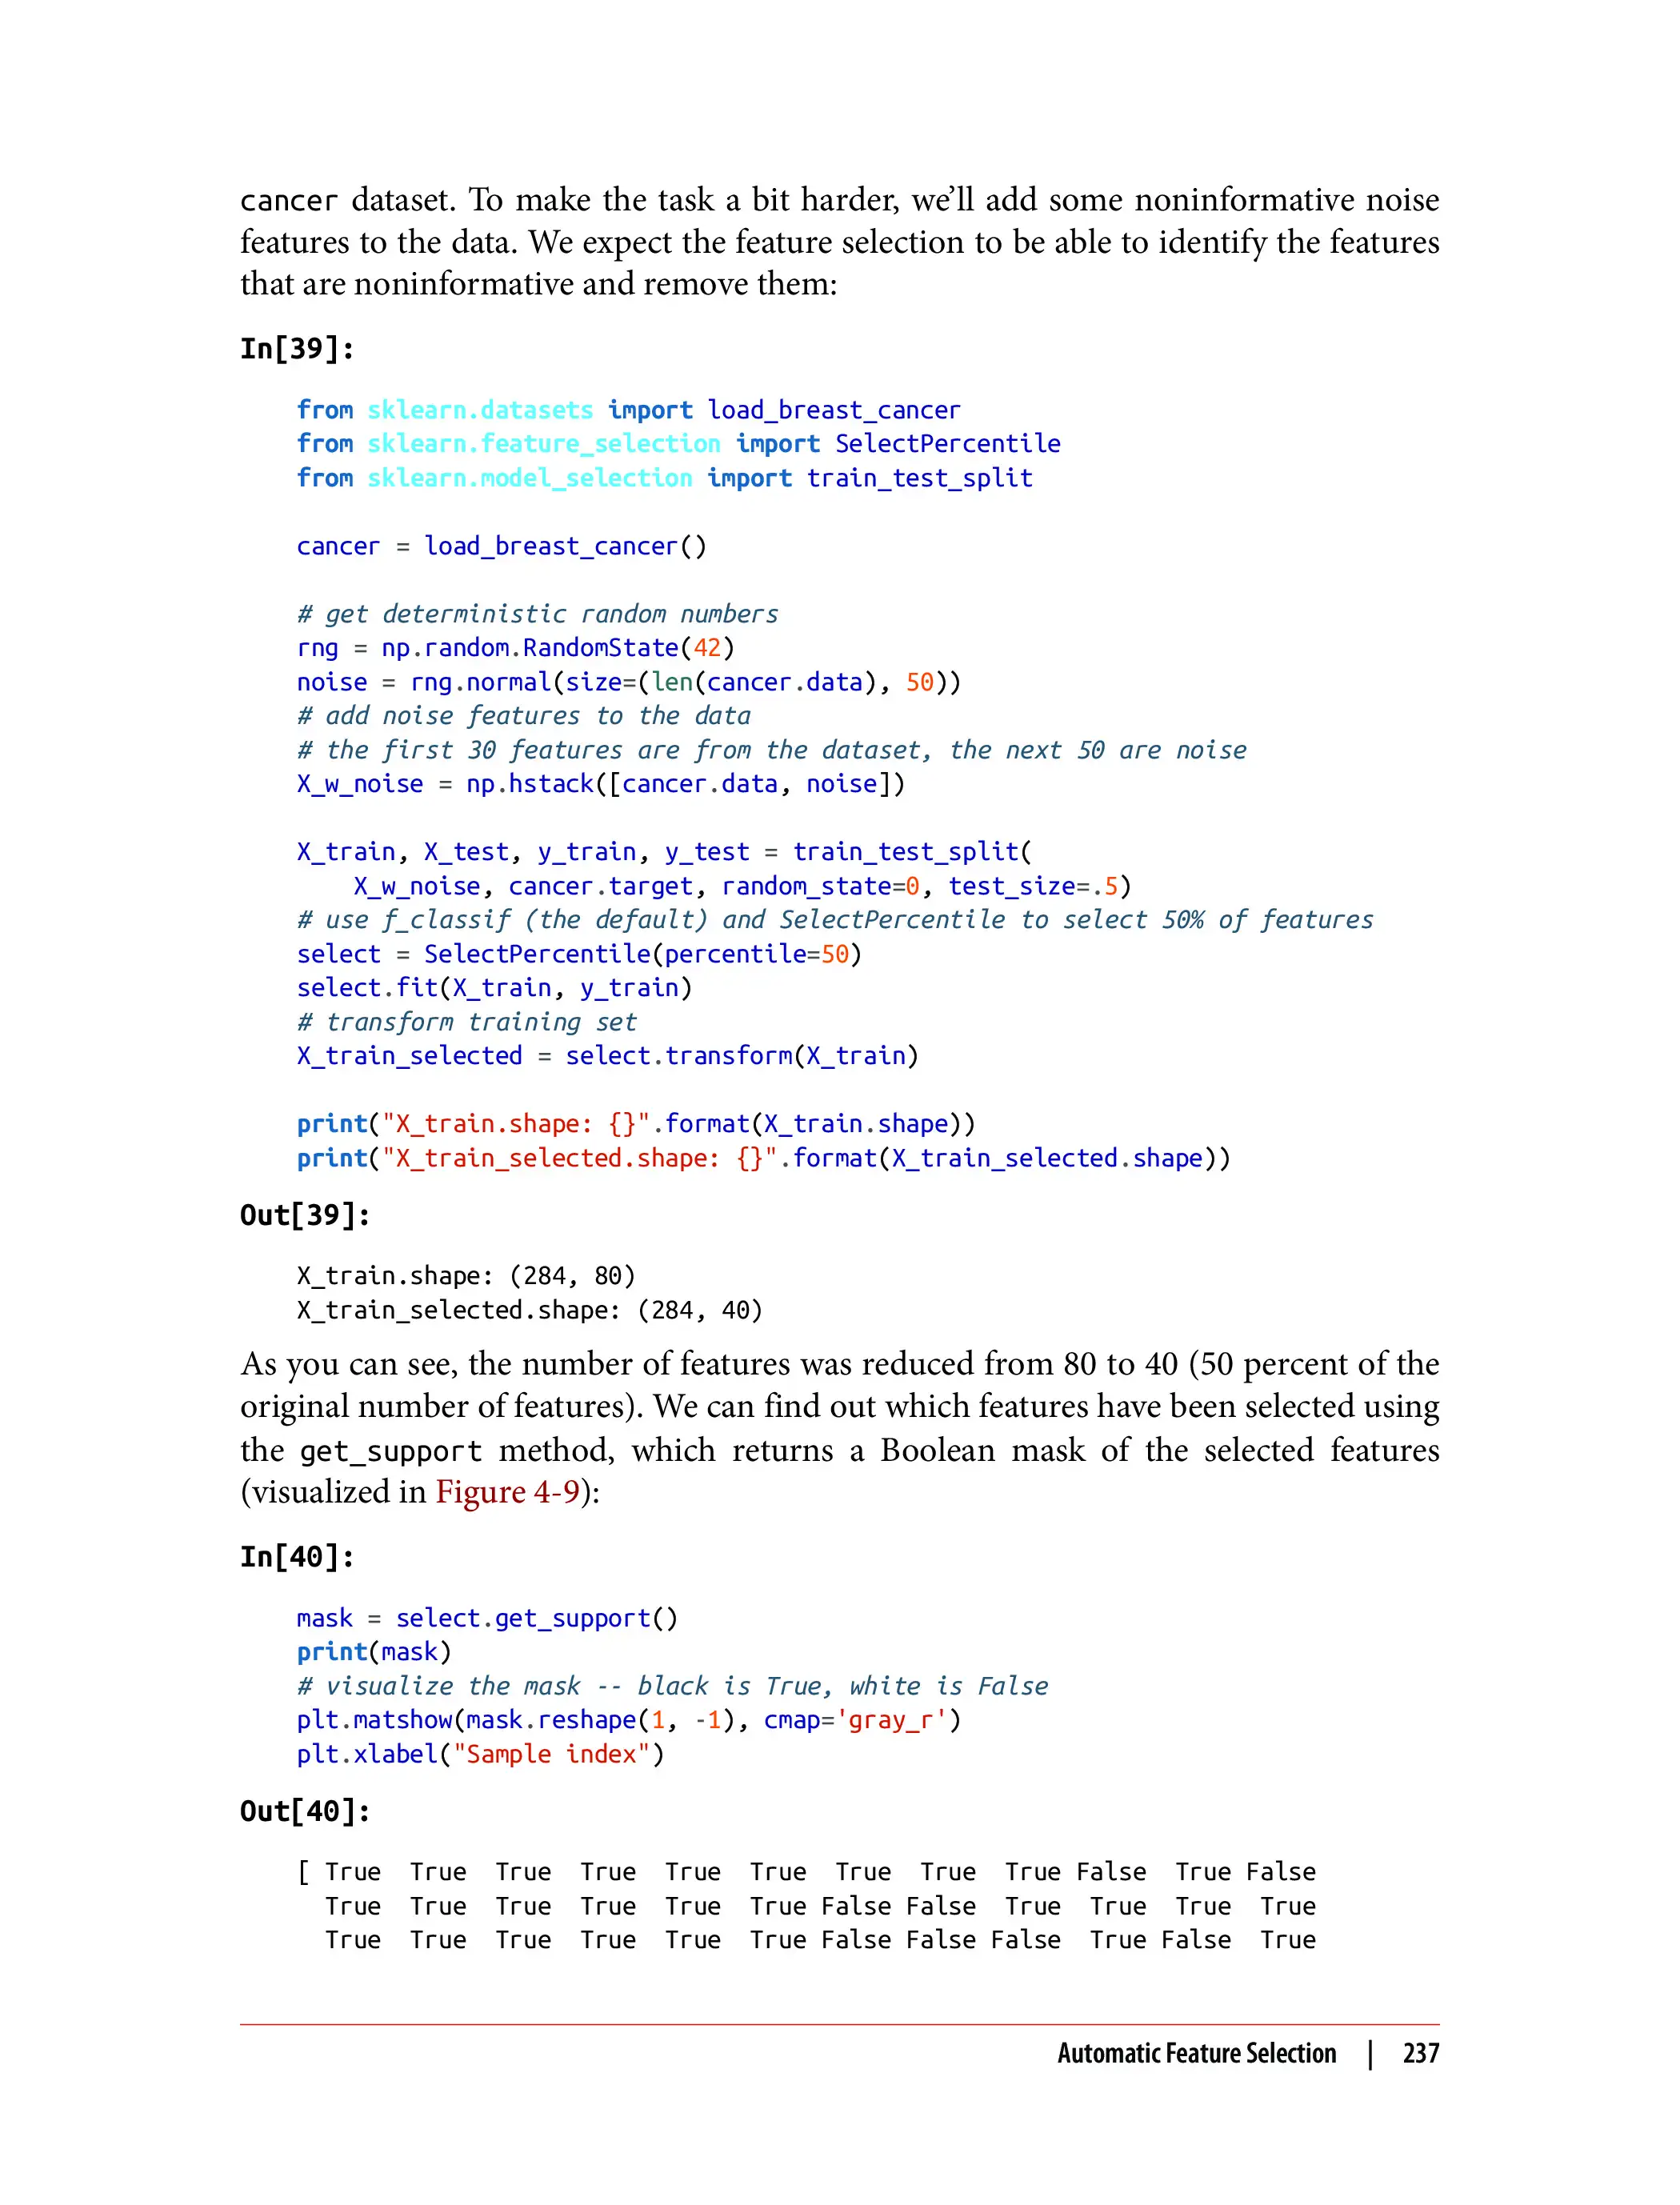 cancer dataset. To make the task a bit harder, we’ll add some noninformative noise
features to the data. We expect the feature selection to be able to identify the features
that are noninformative and remove them:
In[39]:
from sklearn.datasets import load_breast_cancer
from sklearn.feature_selection import SelectPercentile
from sklearn.model_selection import train_test_split
cancer = load_breast_cancer()
# get deterministic random numbers
rng = np.random.RandomState(42)
noise = rng.normal(size=(len(cancer.data), 50))
# add noise features to the data
# the first 30 features are from the dataset, the next 50 are noise
X_w_noise = np.hstack([cancer.data, noise])
X_train, X_test, y_train, y_test = train_test_split(
    X_w_noise, cancer.target, random_state=0, test_size=.5)
# use f_classif (the default) and SelectPercentile to select 50% of features
select = SelectPercentile(percentile=50)
select.fit(X_train, y_train)
# transform training set
X_train_selected = select.transform(X_train)
print("X_train.shape: {}".format(X_train.shape))
print("X_train_selected.shape: {}".format(X_train_selected.shape))
Out[39]:
X_train.shape: (284, 80)
X_train_selected.shape: (284, 40)
As you can see, the number of features was reduced from 80 to 40 (50 percent of the
original number of features). We can find out which features have been selected using
the get_support method, which returns a Boolean mask of the selected features
(visualized in Figure 4-9):
In[40]:
mask = select.get_support()
print(mask)
# visualize the mask -- black is True, white is False
plt.matshow(mask.reshape(1, -1), cmap='gray_r')
plt.xlabel("Sample index")
Out[40]:
[ True  True  True  True  True  True  True  True  True False  True False
  True  True  True  True  True  True False False  True  True  True  True
  True  True  True  True  True  True False False False  True False  True
Automatic Feature Selection | 237